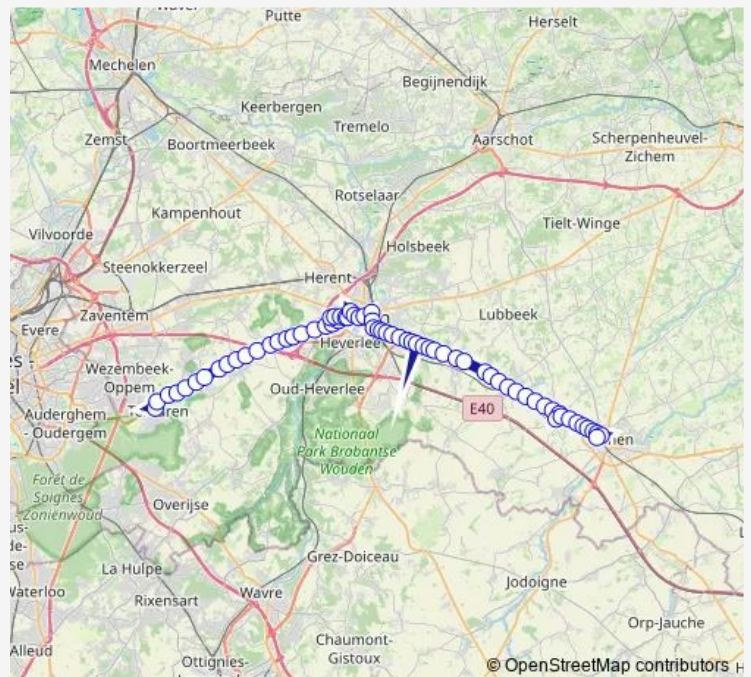 Putte
Herselt
Mechelen
Begijnendijk
Keerbergen
Tremelo
Zemst
Boortmeerbeek
Aarschot
Scherpenheuvel-
Zichem
Rotselaar
Kampenhout
Tielt-Winge
Vilvoorde
Holsbeek
Steenokkerzeel
Herent
Zaventem
Lubbeek
Evere
Heverlee
Wezembeek-
Oppem
Oud-Heverlee
Auderghem
- Oudergem
E40
Nationaal
Park Brabantse
Wouden
Forêt de
Soignes
- Zoniënwoud
Overijse
Grez-Doiceau
La Hulpe
Jodoigne
Waterloo
Rixensart
Wavre
Orp-Jauche
Chaumont-
Gistoux
Ottignies-
© OpenStreetMap contributors